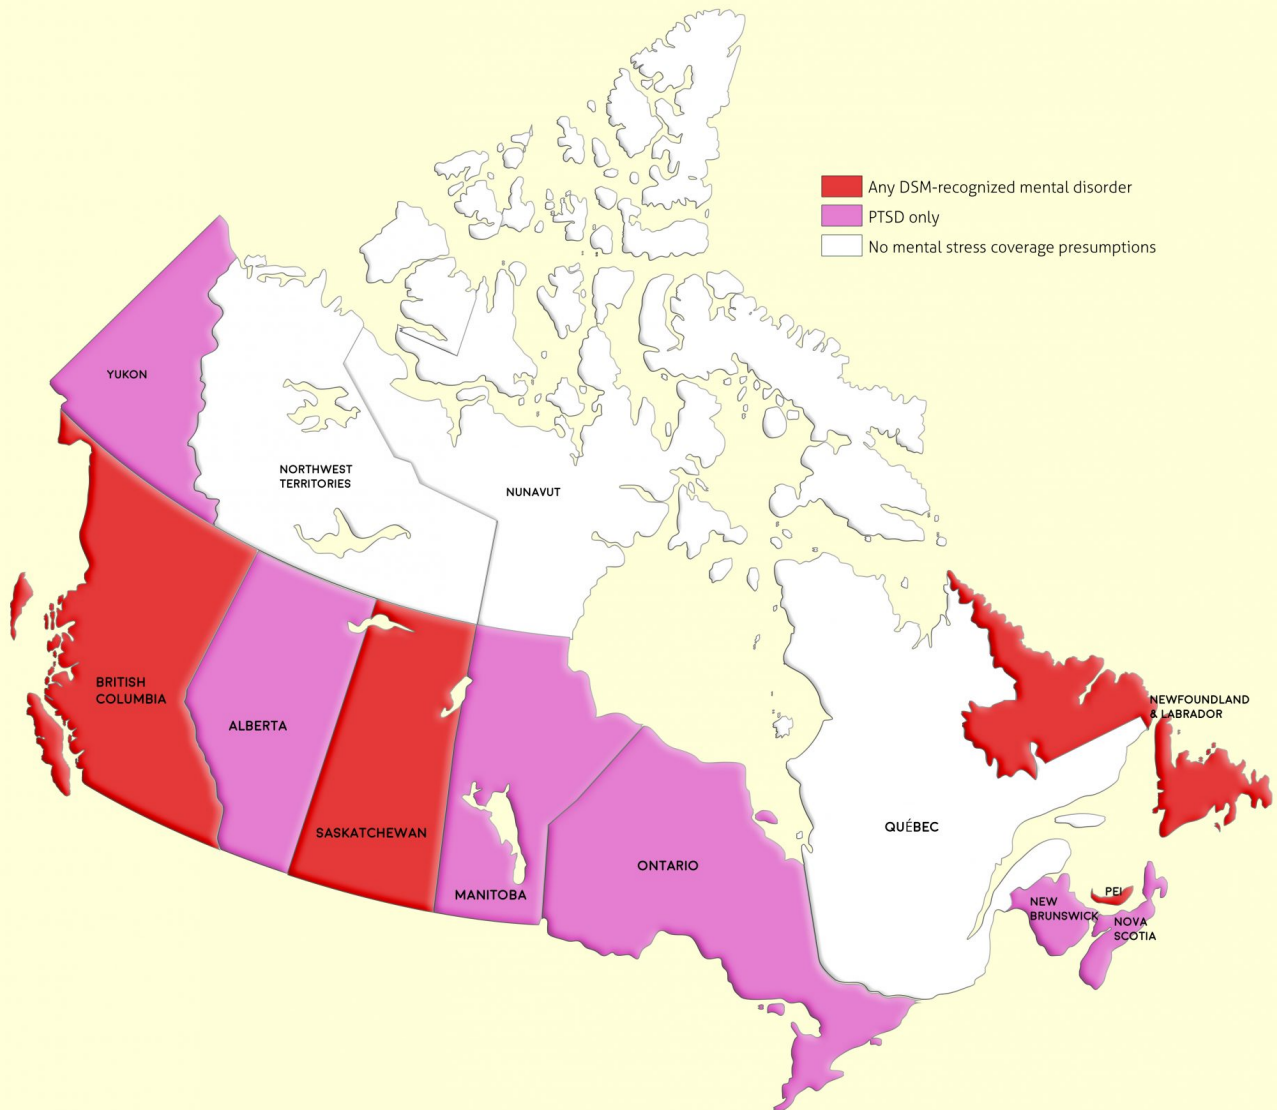 Any DSM-recognized mental disorder
PTSD only
No mental stress coverage presumptions
YUKON
NORTHWEST
TERRITORIES
NUNAVUT
BRITISH
COLUMBIA
ALBERTA
SASKATCHEWAN
MANITOBA
ONTARIO
QUÉBEC
NEWFOUNDLAND
& LABRADOR
PEI
NEW
BRUNSWICK
NOVA
SCOTIA